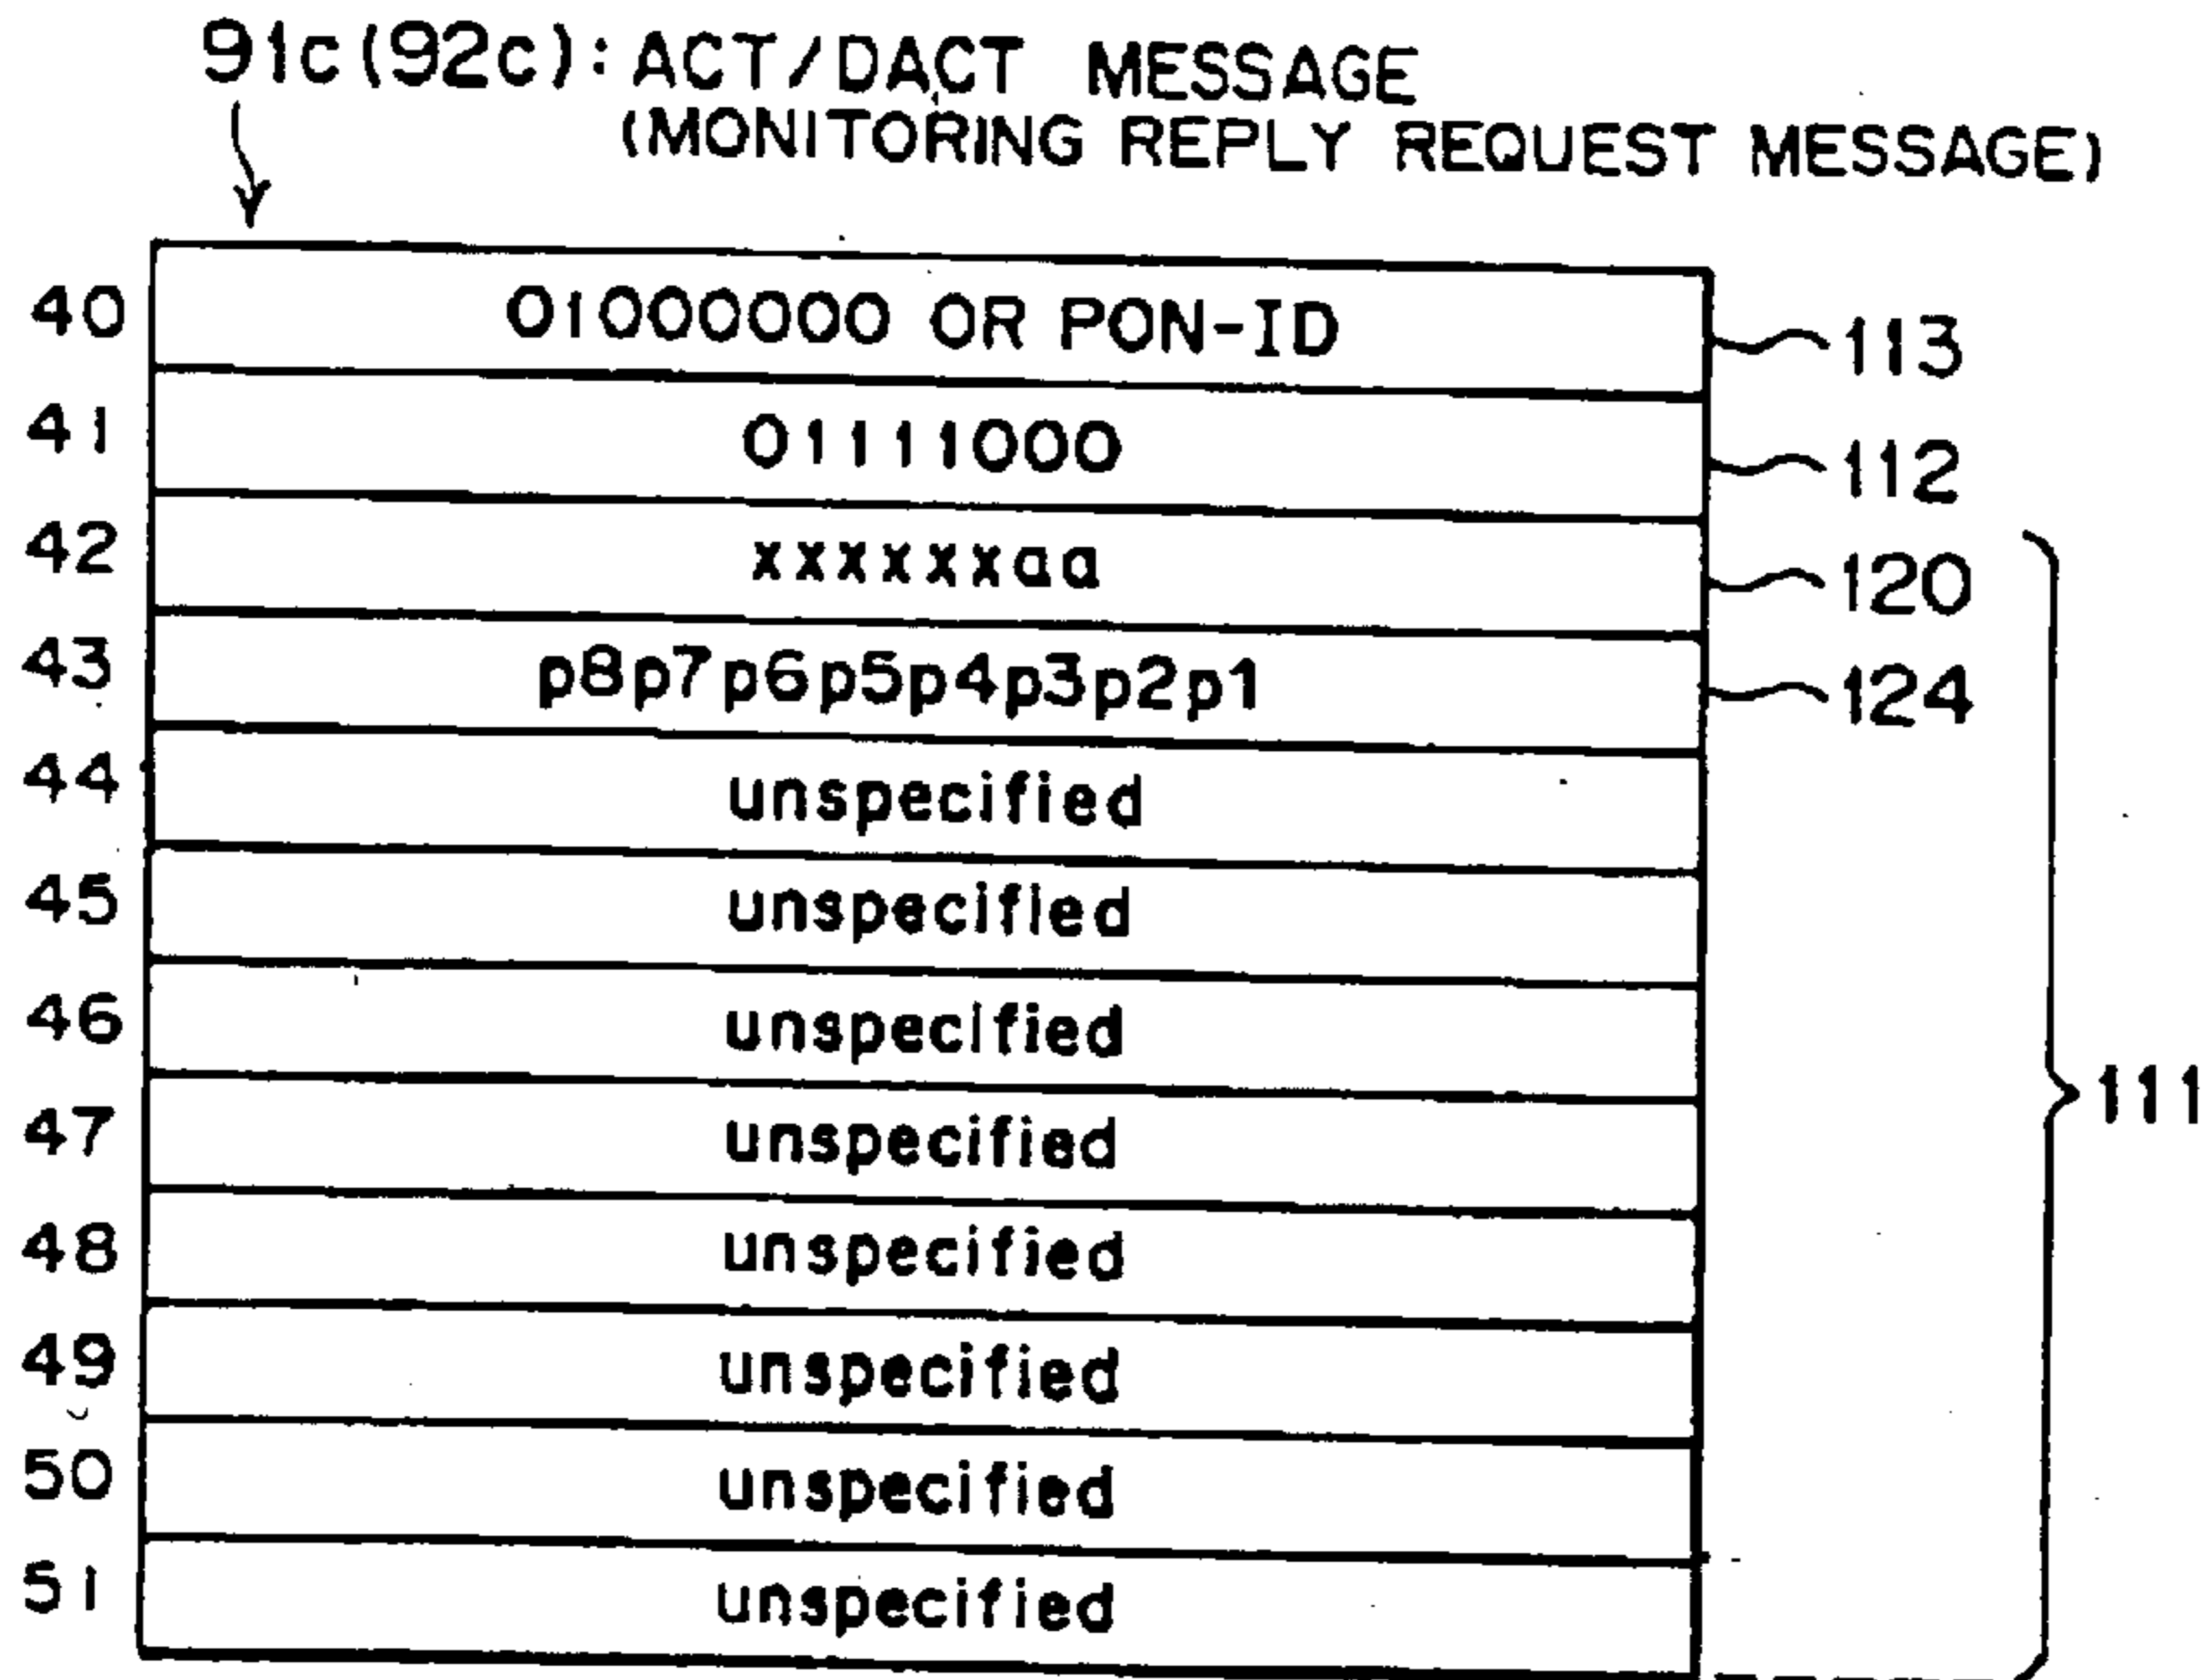 91c(92c): ACT/DACT MESSAGE
(MONITORING REPLY REQUEST MESSAGE)
40 01000000 OR PON-ID 113
41 01111000 112
42 xxxxxxaa 120
43 p8p7p6p5p4p3p2p1 124
44 unspecified
45 unspecified
46 unspecified
47 unspecified
111
48 unspecified
49 unspecified
50 unspecified
51 unspecified